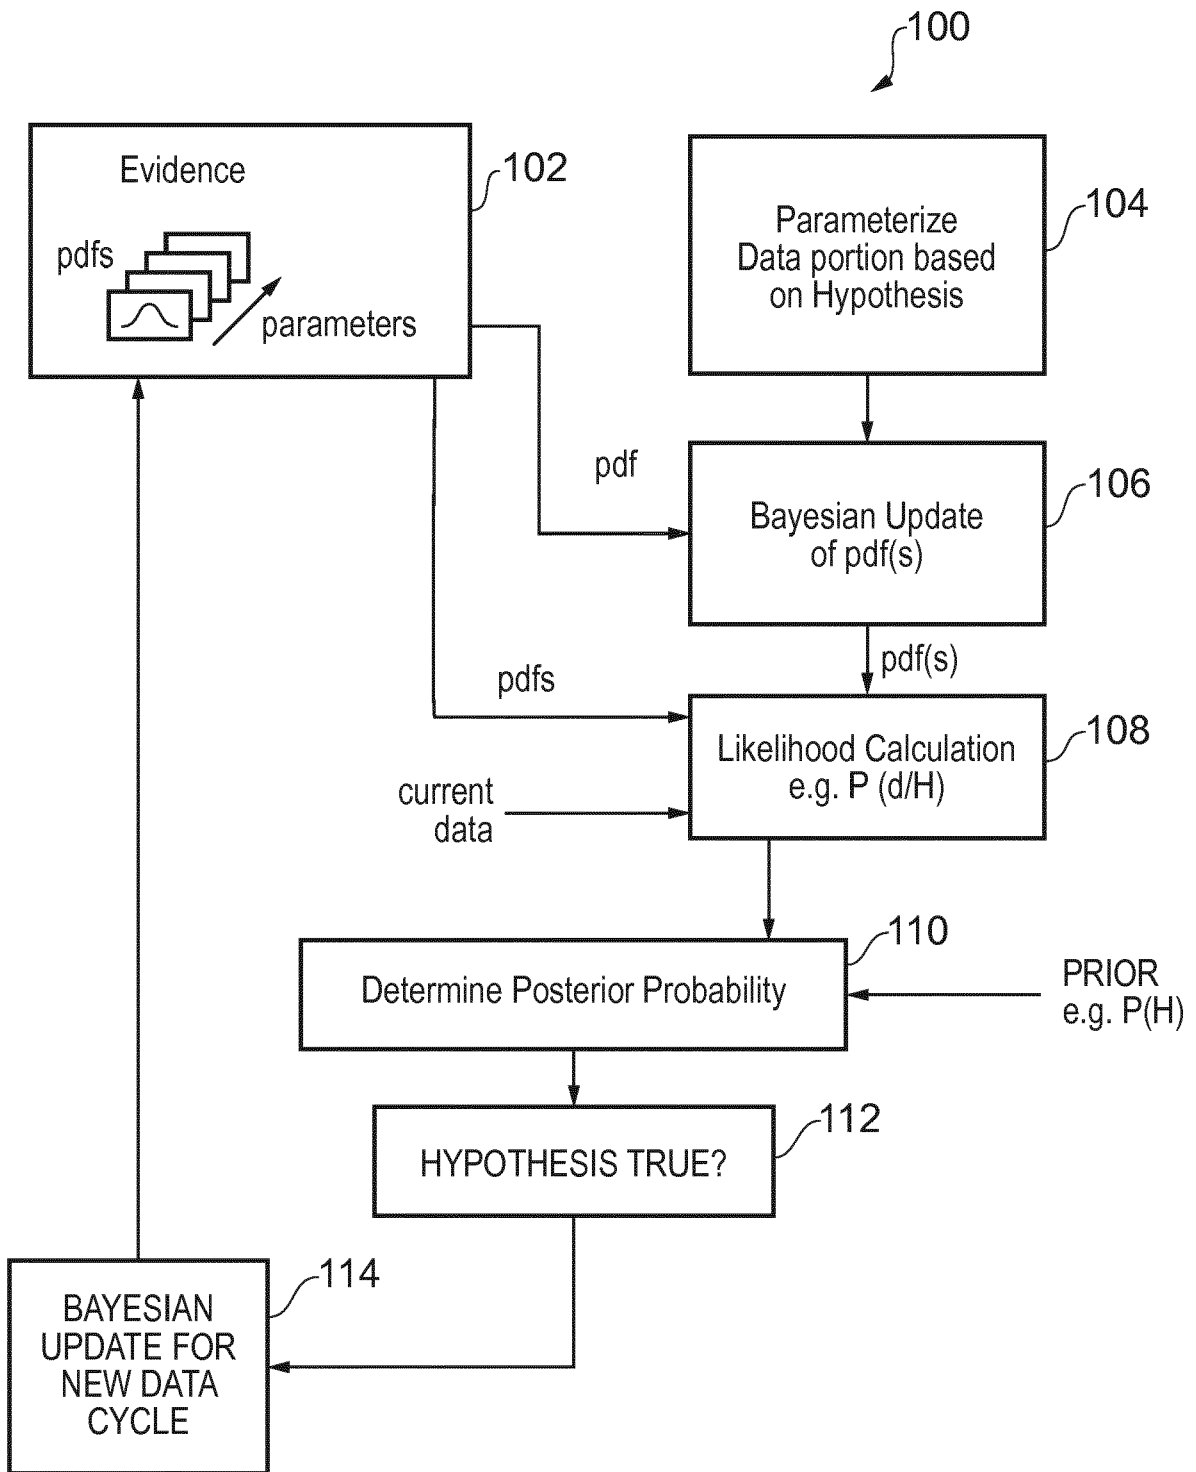 100
Evidence
102
pdfs
parameters
Parameterize
Data portion based
on Hypothesis
104
pdf
Bayesian Update
of pdf(s)
106
pdf(s)
pdfs
Likelihood Calculation
e.g. P (d/H)
108
current
data
110
Determine Posterior Probability
PRIOR
e.g. P(H)
112
HYPOTHESIS TRUE?
114
BAYESIAN
UPDATE FOR
NEW DATA
CYCLE